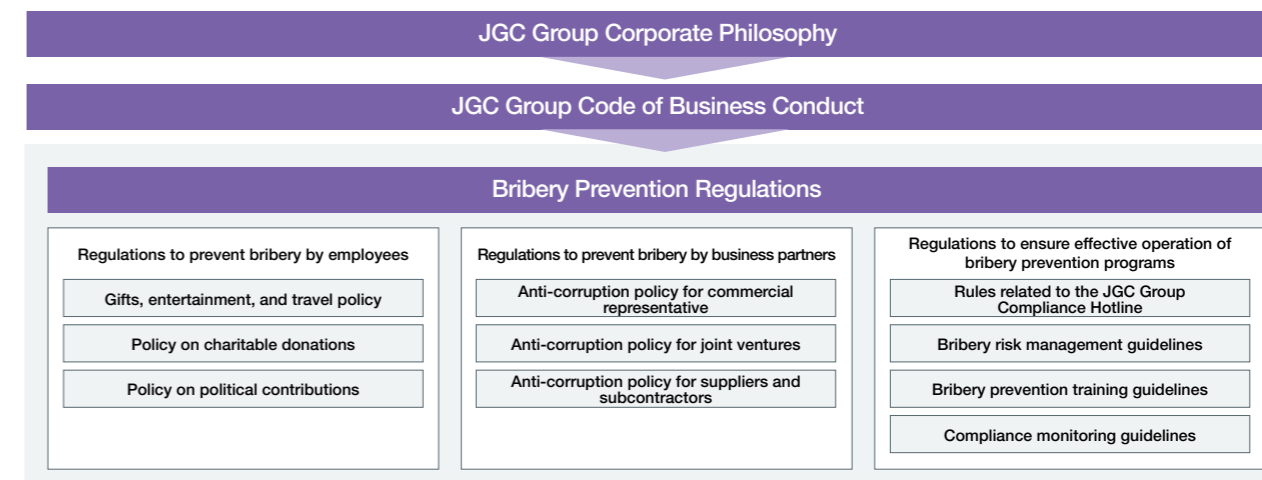 JGC Group Corporate Philosophy
JGC Group Code of Business Conduct
Bribery Prevention Regulations
Regulations to prevent bribery by employees
Gifts, entertainment, and travel policy
Policy on charitable donations
Policy on political contributions
Regulations to prevent bribery by business partners
Anti-corruption policy for commercial
representative
Anti-corruption policy for joint ventures
Anti-corruption policy for suppliers and
subcontractors
Regulations to ensure effective operation of
bribery prevention programs
Rules related to the JGC Group
Compliance Hotline
Bribery risk management guidelines
Bribery prevention training guidelines
Compliance monitoring guidelines